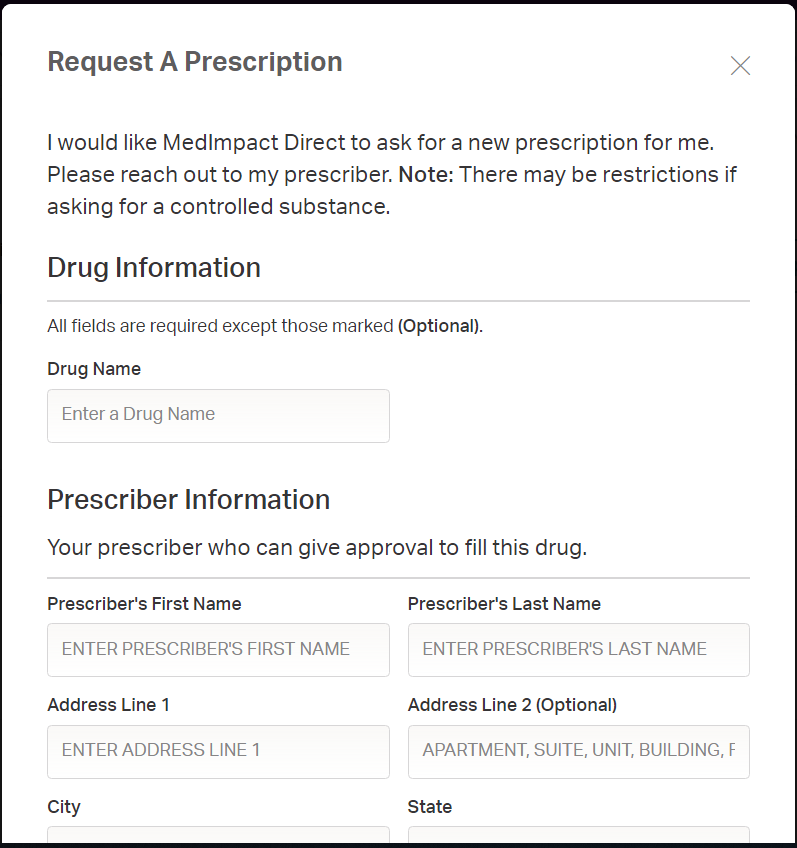 Request A Prescription
I would like MedImpact Direct to ask for a new prescription for me.
Please reach out to my prescriber. Note: There may be restrictions if
asking for a controlled substance.
Drug Information
All fields are required except those marked (Optional).
Drug Name
Enter a Drug Name
Prescriber Information
Your prescriber who can give approval to fill this drug.
Prescriber's First Name
Prescriber's Last Name
ENTER PRESCRIBER'S FIRST NAME
ENTER PRESCRIBER'S LAST NAME
Address Line 1
Address Line 2 (Optional)
ENTER ADDRESS LINE 1
APARTMENT, SUITE, UNIT, BUILDING, F
City
State